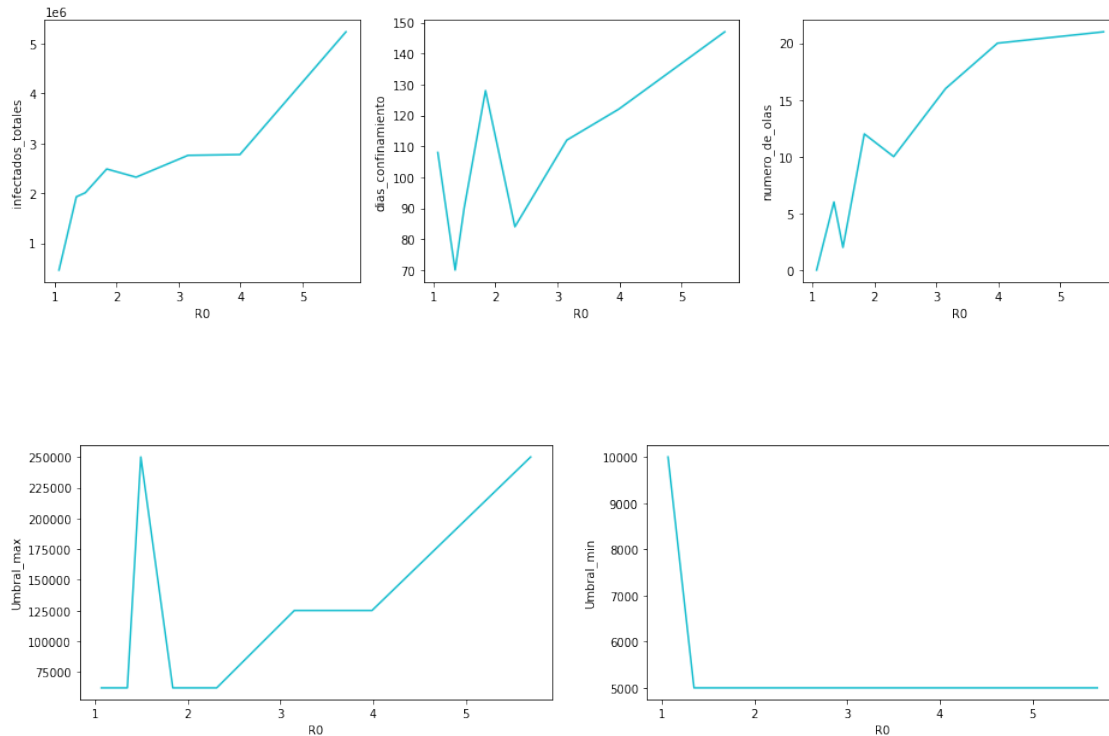 1e6
infectados_totales
5
4
3
2
1
1 2 3 4 5
R0
dias_confinamiento
150
140
130
120
110
100
90
80
70
1 2 3 4 5
R0
numero_de_olas
20
15
10
5
0
1 2 3 4 5
R0
Umbral_max
250000
225000
200000
175000
150000
125000
100000
75000
1 2 3 4 5
R0
Umbral_min
10000
9000
8000
7000
6000
5000
1 2 3 4 5
R0